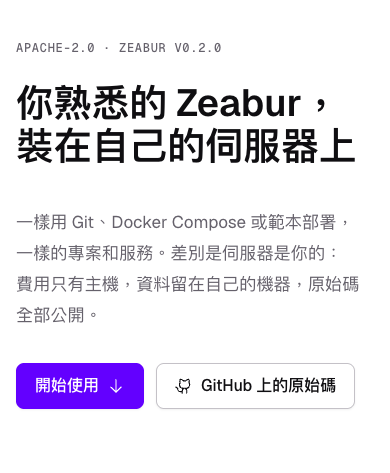 APACHE-2.0 · ZEABUR V0.2.0
你熟悉的 Zeabur，
裝在自己的伺服器上
一樣用 Git、Docker Compose 或範本部署，
一樣的專案和服務。差別是伺服器是你的：
費用只有主機，資料留在自己的機器，原始碼
全部公開。
開始使用 ↓
GitHub 上的原始碼